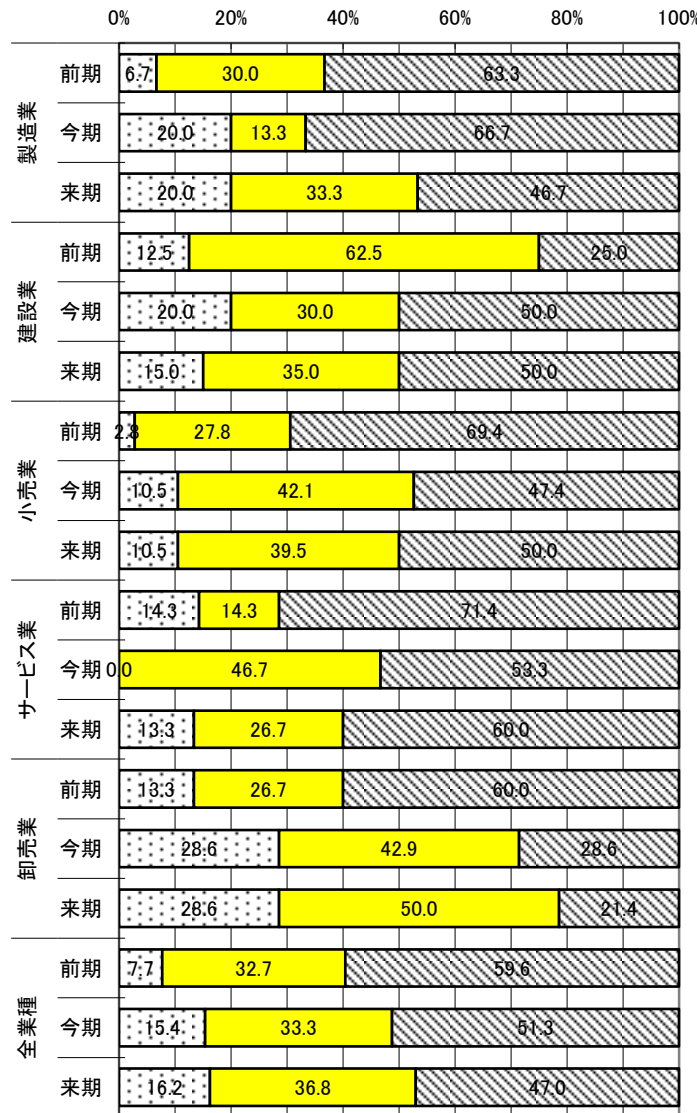 0% 20% 40% 60% 80% 100%
製造業
前期 6.7 30.0 63.3
今期 20.0 13.3 66.7
来期 20.0 33.3 46.7
建設業
前期 12.5 62.5 25.0
今期 20.0 30.0 50.0
来期 15.0 35.0 50.0
小売業
前期 2.8 27.8 69.4
今期 10.5 42.1 47.4
来期 10.5 39.5 50.0
サービス業
前期 14.3 14.3 71.4
今期 0.0 46.7 53.3
来期 13.3 26.7 60.0
卸売業
前期 13.3 26.7 60.0
今期 28.6 42.9 28.6
来期 28.6 50.0 21.4
全業種
前期 7.7 32.7 59.6
今期 15.4 33.3 51.3
来期 16.2 36.8 47.0